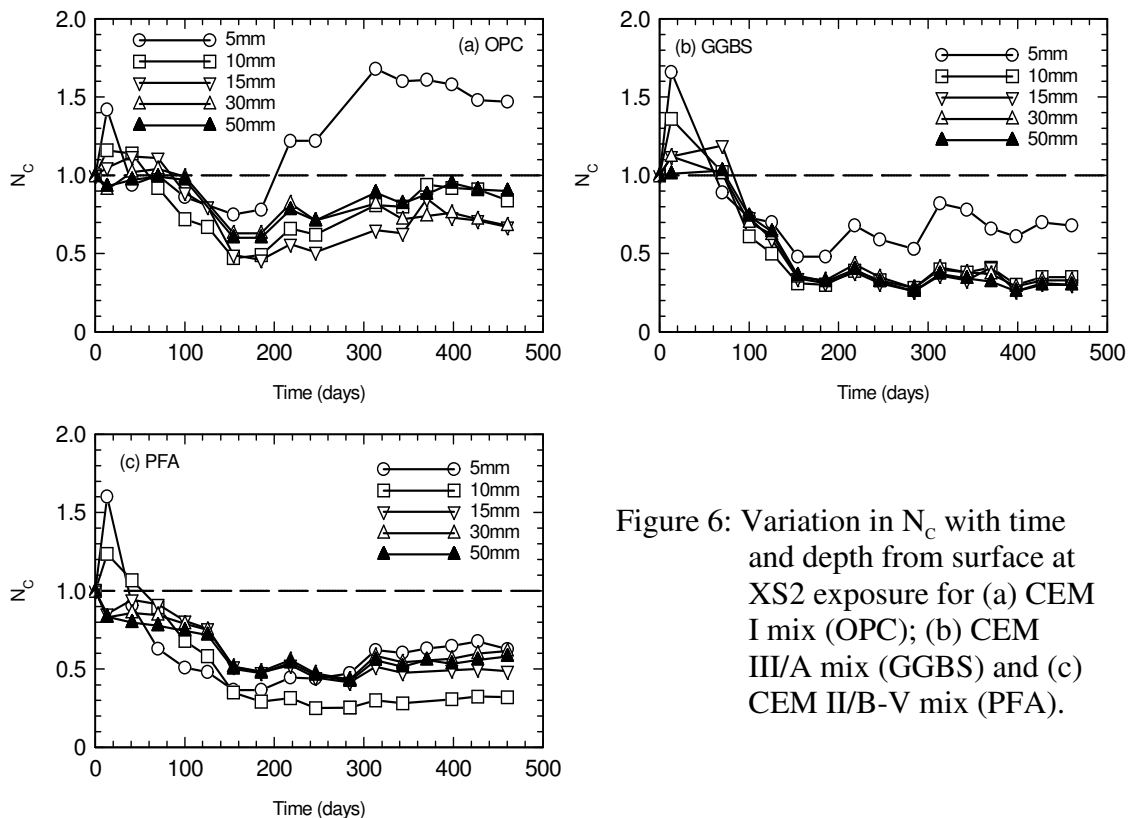 2.0
1.5
1.0
0.5
0
N_C
(a) OPC
5mm
10mm
15mm
30mm
50mm
0 100 200 300 400 500
Time (days)
2.0
1.5
1.0
0.5
0
N_C
(b) GGBS
5mm
10mm
15mm
30mm
50mm
0 100 200 300 400 500
Time (days)
2.0
1.5
1.0
0.5
0
N_C
(c) PFA
5mm
10mm
15mm
30mm
50mm
0 100 200 300 400 500
Time (days)
Figure 6: Variation in N_c with time
and depth from surface at
XS2 exposure for (a) CEM
I mix (OPC); (b) CEM
III/A mix (GGBS) and (c)
CEM II/B-V mix (PFA).